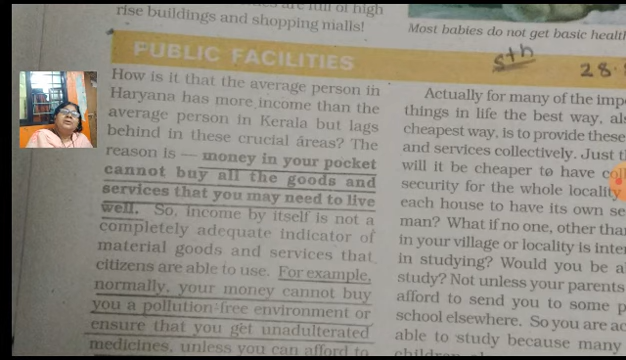 rise buildings and shopping malls!
PUBLIC FACILITIES
How is it that the average person in
Haryana has more income than the
average person in Kerala but lags
behind in these crucial areas? The
reason is — money in your pocket
cannot buy all the goods and
services that you may need to live
well. So, income by itself is not a
completely adequate indicator of
material goods and services that
citizens are able to use. For example,
normally, your money cannot buy
you a pollution-free environment or
ensure that you get unadulterated
medicines, unless you can afford to
Most babies do not get basic
5th
28.
Actually for many of the
things in life the best way,
cheapest way, is to provide these
and services collectively. Just
will it be cheaper to have
security for the whole locality
each house to have its own
man? What if no one, other
in your village or locality is
in studying? Would you be
study? Not unless your parents
afford to send you to some
school elsewhere. So you are
able to study because many